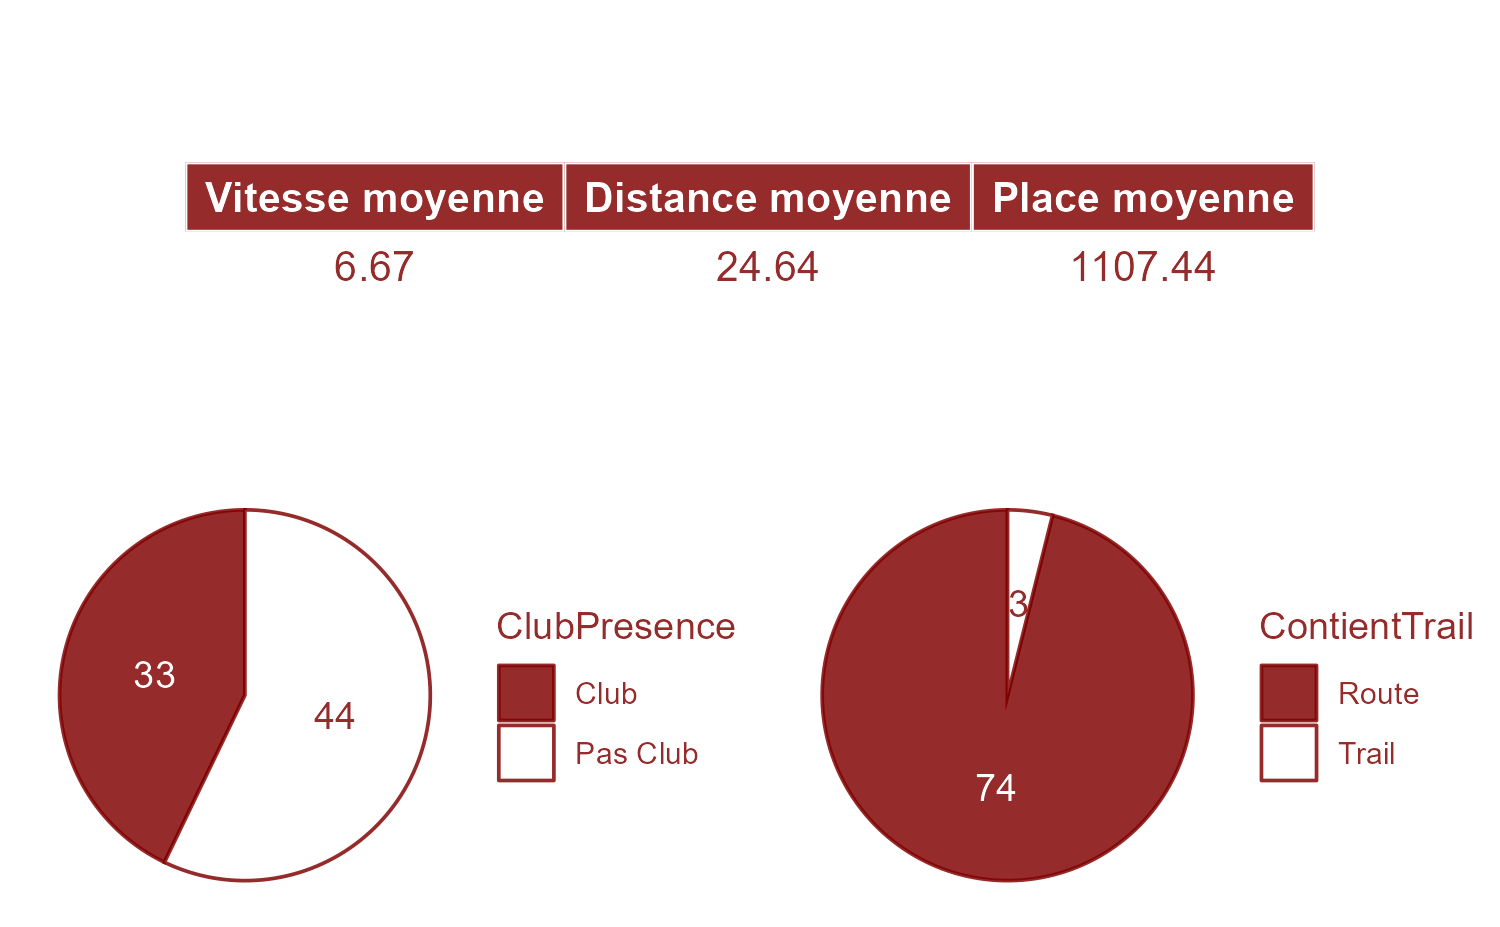 Vitesse moyenne Distance moyenne Place moyenne
6.67 24.64 1107.44
33
44
ClubPresence
Club
Pas Club
3
74
ContientTrail
Route
Trail